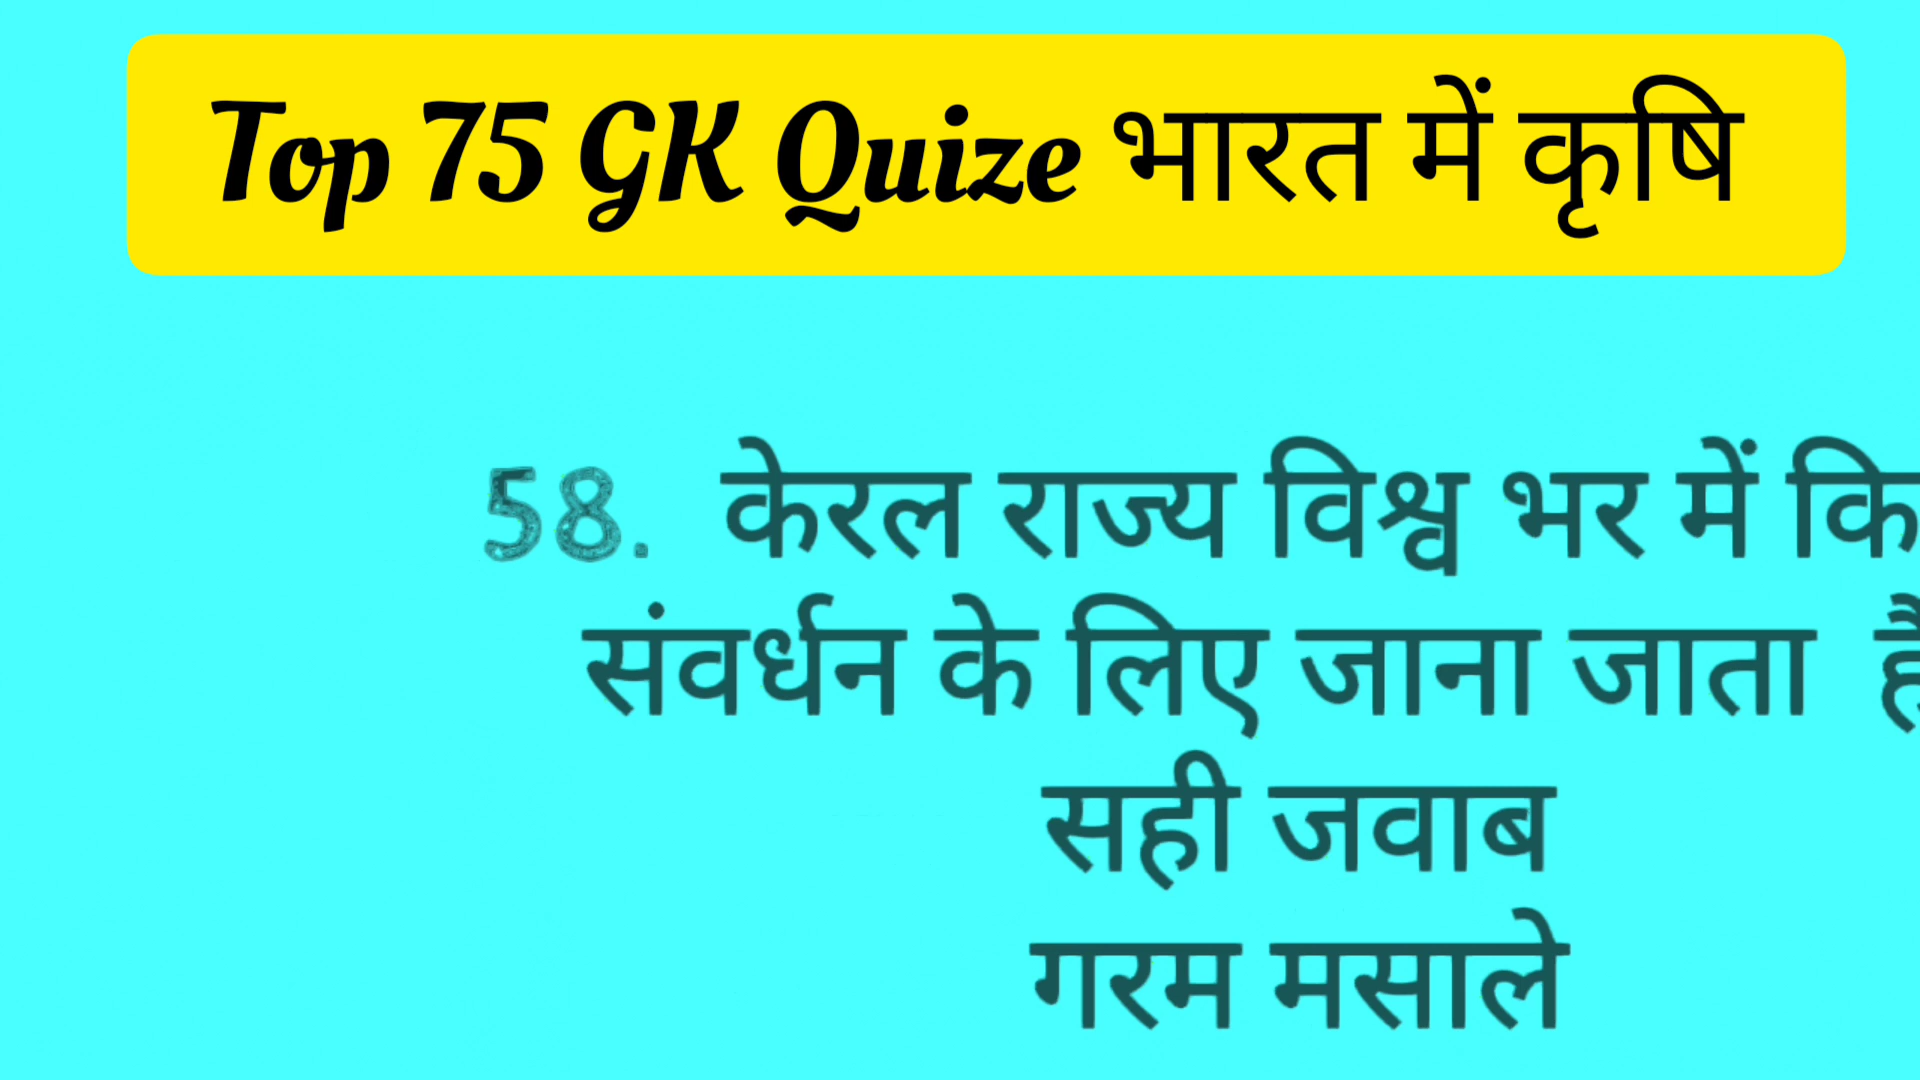 Top 75 GK Quize भारत में कृषि
58. केरल राज्य विश्व भर में
संवर्धन के लिए जाना जाता
सही जवाब
गरम मसाले